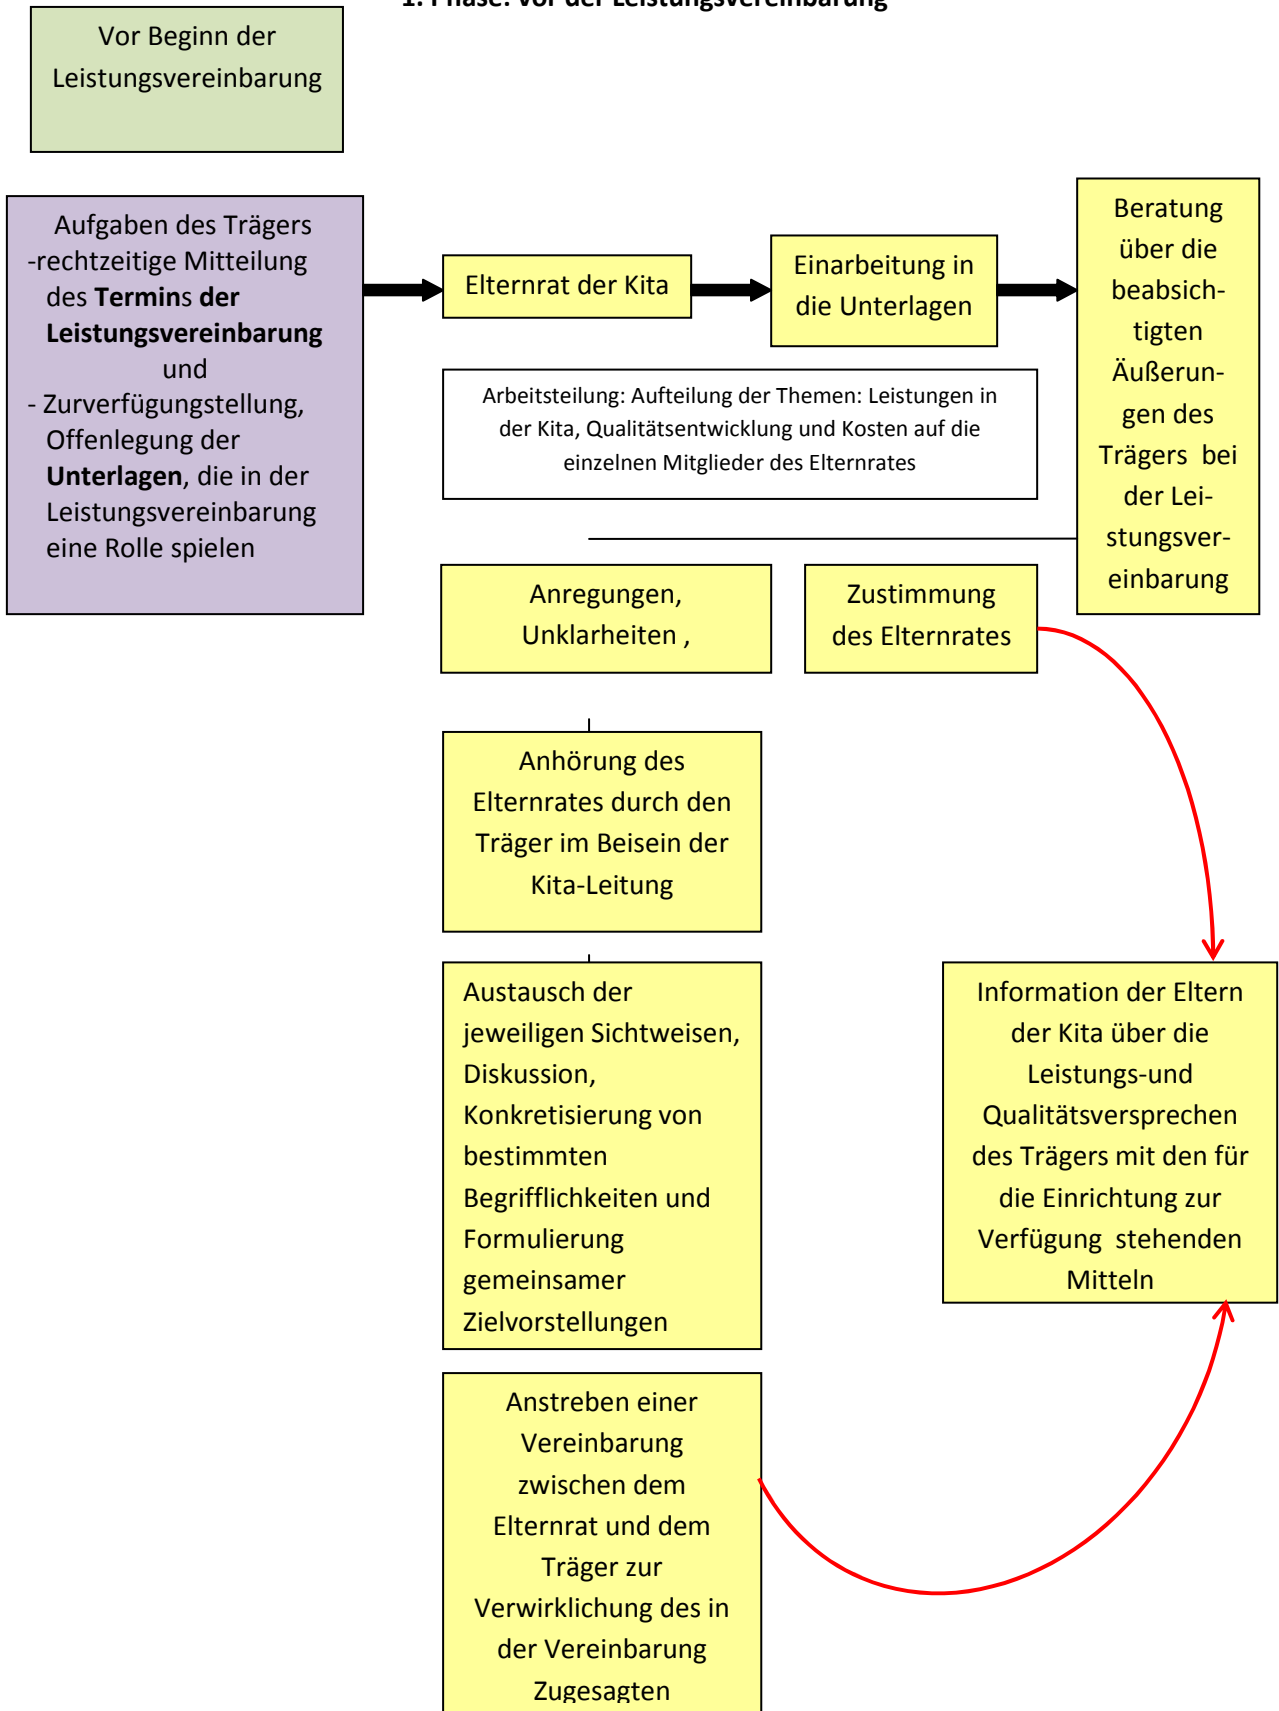 1. Phase: Vor der Leistungsvereinbarung
Vor Beginn der
Leistungsvereinbarung
Aufgaben des Trägers
-rechtzeitige Mitteilung
des Termins der
Leistungsvereinbarung
und
- Zurverfügungstellung,
Offenlegung der
Unterlagen, die in der
Leistungsvereinbarung
eine Rolle spielen
Elternrat der Kita
Einarbeitung in
die Unterlagen
Beratung
über die
beabsich-
tigten
Äußerun-
gen des
Trägers bei
der Lei-
stungsver-
einbarung
Arbeitsteilung: Aufteilung der Themen: Leistungen in
der Kita, Qualitätsentwicklung und Kosten auf die
einzelnen Mitglieder des Elternrates
Anregungen,
Unklarheiten ,
Zustimmung
des Elternrates
Anhörung des
Elternrates durch den
Träger im Beisein der
Kita-Leitung
Austausch der
jeweiligen Sichtweisen,
Diskussion,
Konkretisierung von
bestimmten
Begrifflichkeiten und
Formulierung
gemeinsamer
Zielvorstellungen
Information der Eltern
der Kita über die
Leistungs-und
Qualitätsversprechen
des Trägers mit den für
die Einrichtung zur
Verfügung stehenden
Mitteln
Anstreben einer
Vereinbarung
zwischen dem
Elternrat und dem
Träger zur
Verwirklichung des in
der Vereinbarung
Zugesagten